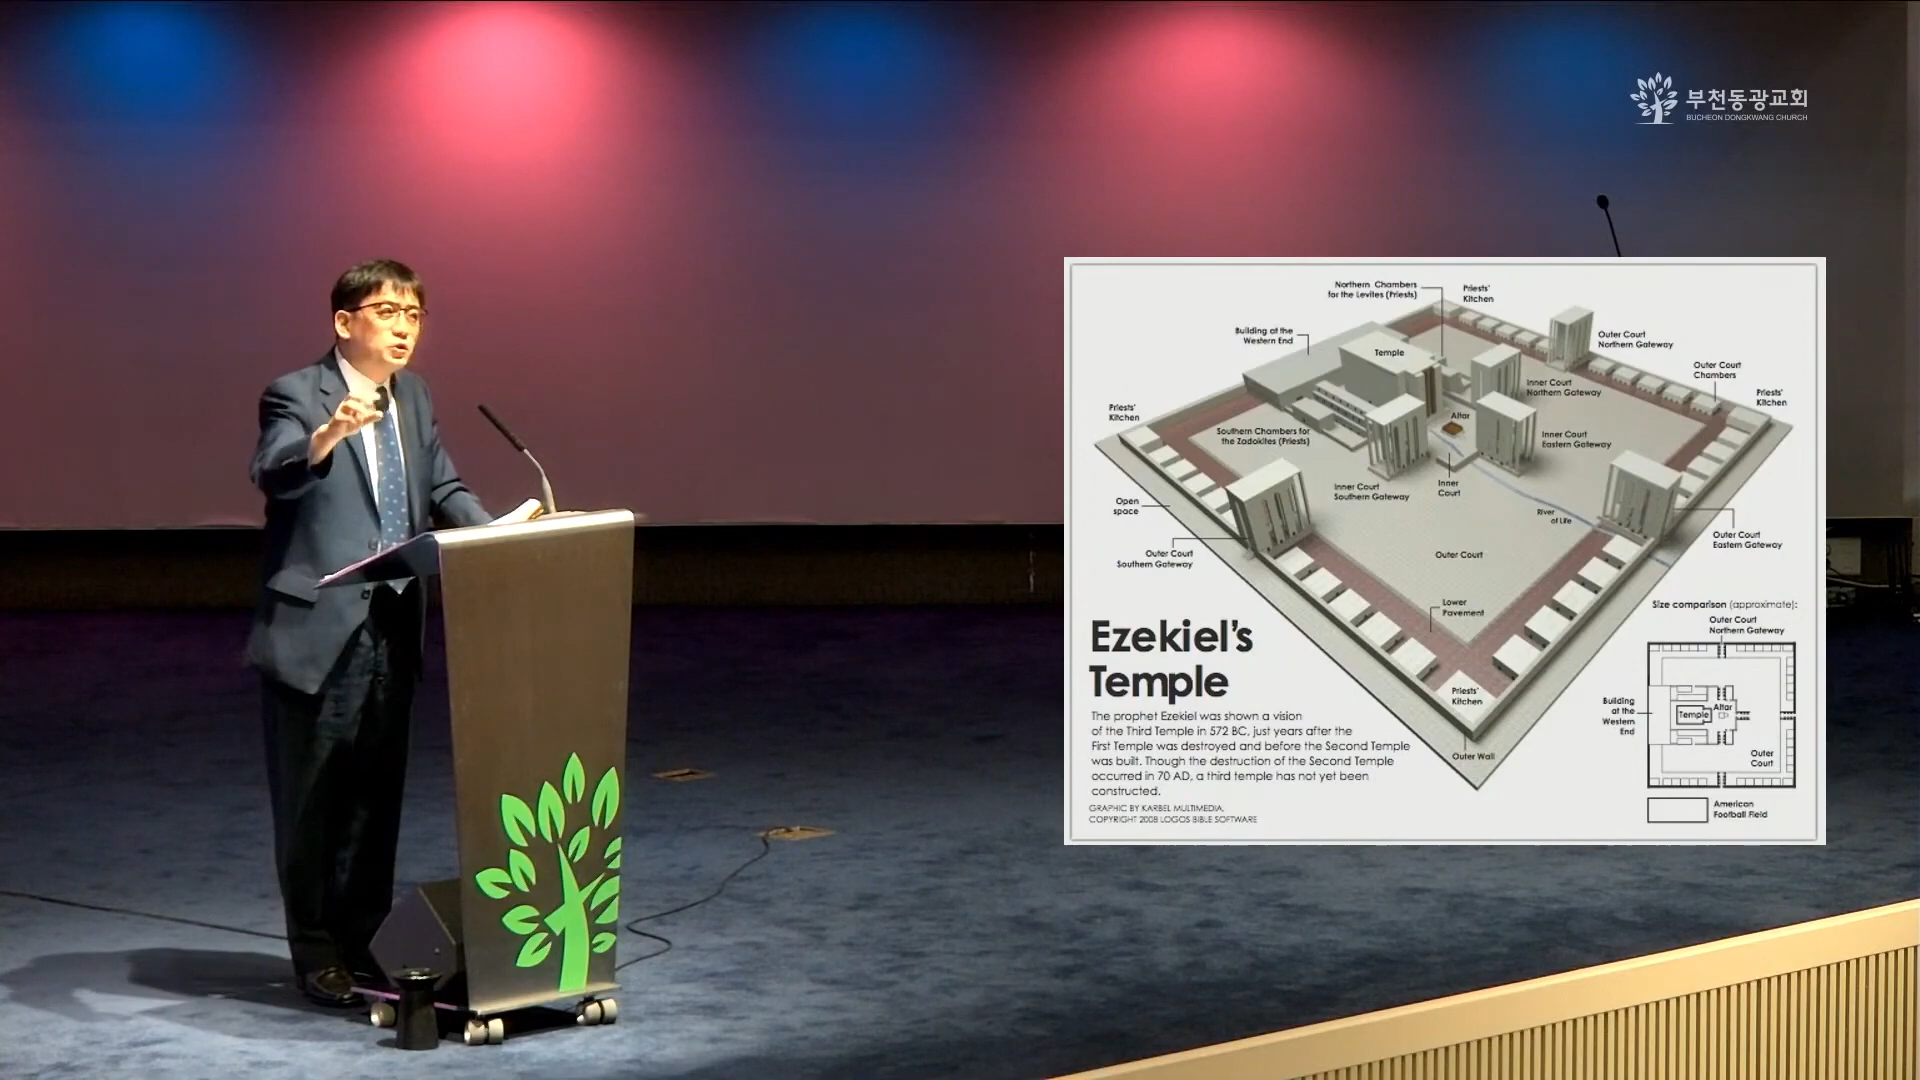 부천동광교회
BUCHEON DONGKWANG CHURCH
Northern Chambers
for the Levites (Priests)
Priests'
Kitchen
Building at the
Western End
Temple
Outer Court
Northern Gateway
Outer Court
Chambers
Priests'
Kitchen
Inner Court
Northern Gateway
Priests'
Kitchen
Altar
Southern Chambers for
the Zadokites (Priests)
Inner Court
Eastern Gateway
Inner Court
Southern Gateway
Inner
Court
Open
space
River
of Life
Outer Court
Southern Gateway
Outer Court
Outer Court
Eastern Gateway
Lower
Pavement
Priests'
Kitchen
Outer Wall
Ezekiel's
Temple
The prophet Ezekiel was shown a vision
of the Third Temple in 572 BC, just years after the
First Temple was destroyed and before the Second Temple
was built. Though the destruction of the Second Temple
occurred in 70 AD, a third temple has not yet been
constructed.
GRAPHIC BY KARBEL MULTIMEDIA,
COPYRIGHT 2008 LOGOS BIBLE SOFTWARE
Size comparison (approximate):
Outer Court
Northern Gateway
Building
at the
Western
End
Temple
Altar
Outer
Court
American
Football Field